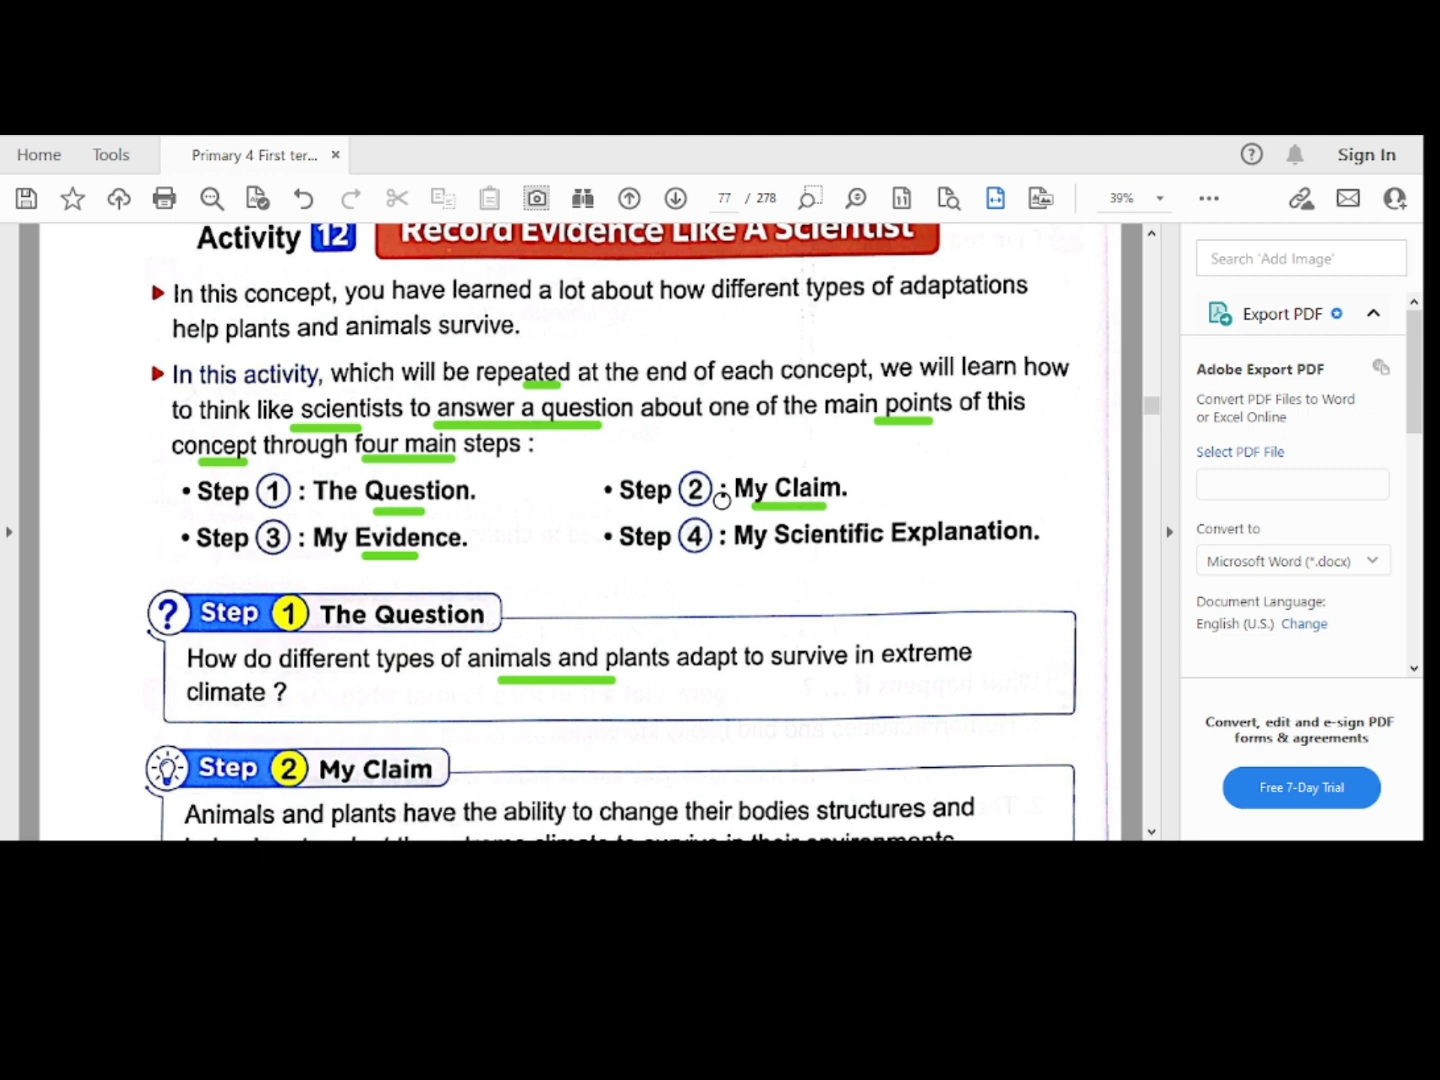 Home Tools Primary 4 First ter... × Sign In
77 / 278 39%
Activity 12 Record Evidence Like A Scientist
In this concept, you have learned a lot about how different types of adaptations
help plants and animals survive.
In this activity, which will be repeated at the end of each concept, we will learn how
to think like scientists to answer a question about one of the main points of this
concept through four main steps :
• Step 1 : The Question.
• Step 2 : My Claim.
• Step 3 : My Evidence.
• Step 4 : My Scientific Explanation.
? Step 1 The Question
How do different types of animals and plants adapt to survive in extreme
climate ?
Step 2 My Claim
Animals and plants have the ability to change their bodies structures and
extreme climate to survive in their environments
Search 'Add Image'
Export PDF
Adobe Export PDF
Convert PDF Files to Word
or Excel Online
Select PDF File
Convert to
Microsoft Word (*.docx)
Document Language:
English (U.S.) Change
Convert, edit and e-sign PDF
forms & agreements
Free 7-Day Trial